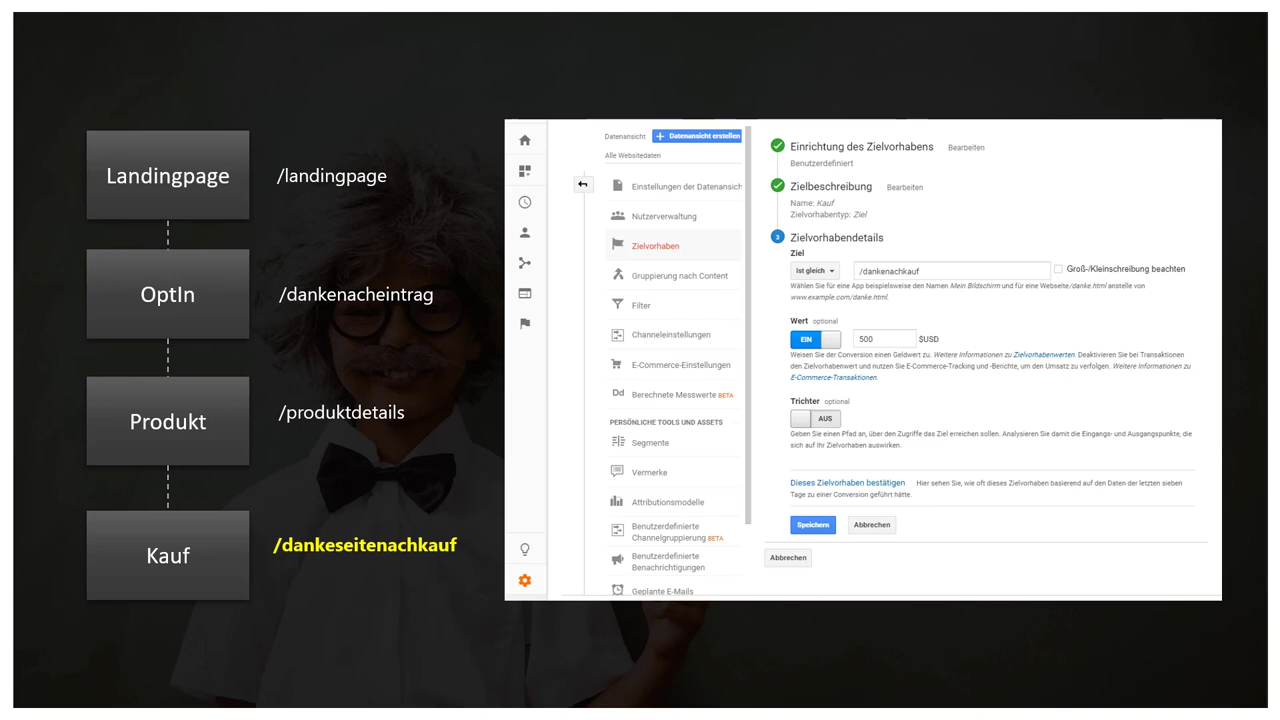 Landingpage
/landingpage
OptIn
/dankenacheintrag
Produkt
/produktdetails
Kauf
/dankeseitenachkauf
Datenansicht
+ Datenansicht erstellen
Alle Websitedaten
Einstellungen der Datenansich
Nutzerverwaltung
Zielvorhaben
Gruppierung nach Content
Filter
Channeleinstellungen
E-Commerce-Einstellungen
Dd Berechnete Messwerte BETA
PERSÖNLICHE TOOLS UND ASSETS
Segmente
Vermerke
Attributionsmodelle
Benutzerdefinierte
Channelgruppierung BETA
Benutzerdefinierte
Benachrichtigungen
Geplante E-Mails
Einrichtung des Zielvorhabens Bearbeiten
Benutzerdefiniert
Zielbeschreibung Bearbeiten
Name: Kauf
Zielvorhabentyp: Ziel
3 Zielvorhabendetails
Ziel
Ist gleich /dankenachkauf Groß-/Kleinschreibung beachten
Wählen Sie für eine App beispielsweise den Namen Mein Bildschirm und für eine Webseite/danke.html anstelle von
www.example.com/danke.html.
Wert optional
EIN 500 $USD
Weisen Sie der Conversion einen Geldwert zu. Weitere Informationen zu Zielvorhabenwerten. Deaktivieren Sie bei Transaktionen
den Zielvorhabenwert und nutzen Sie E-Commerce-Tracking und -Berichte, um den Umsatz zu verfolgen. Weitere Informationen zu
E-Commerce-Transaktionen.
Trichter optional
AUS
Geben Sie einen Pfad an, über den Zugriffe das Ziel erreichen sollen. Analysieren Sie damit die Eingangs- und Ausgangspunkte, die
sich auf Ihr Zielvorhaben auswirken.
Dieses Zielvorhaben bestätigen Hier sehen Sie, wie oft dieses Zielvorhaben basierend auf den Daten der letzten sieben
Tage zu einer Conversion geführt hätte.
Speichern Abbrechen
Abbrechen